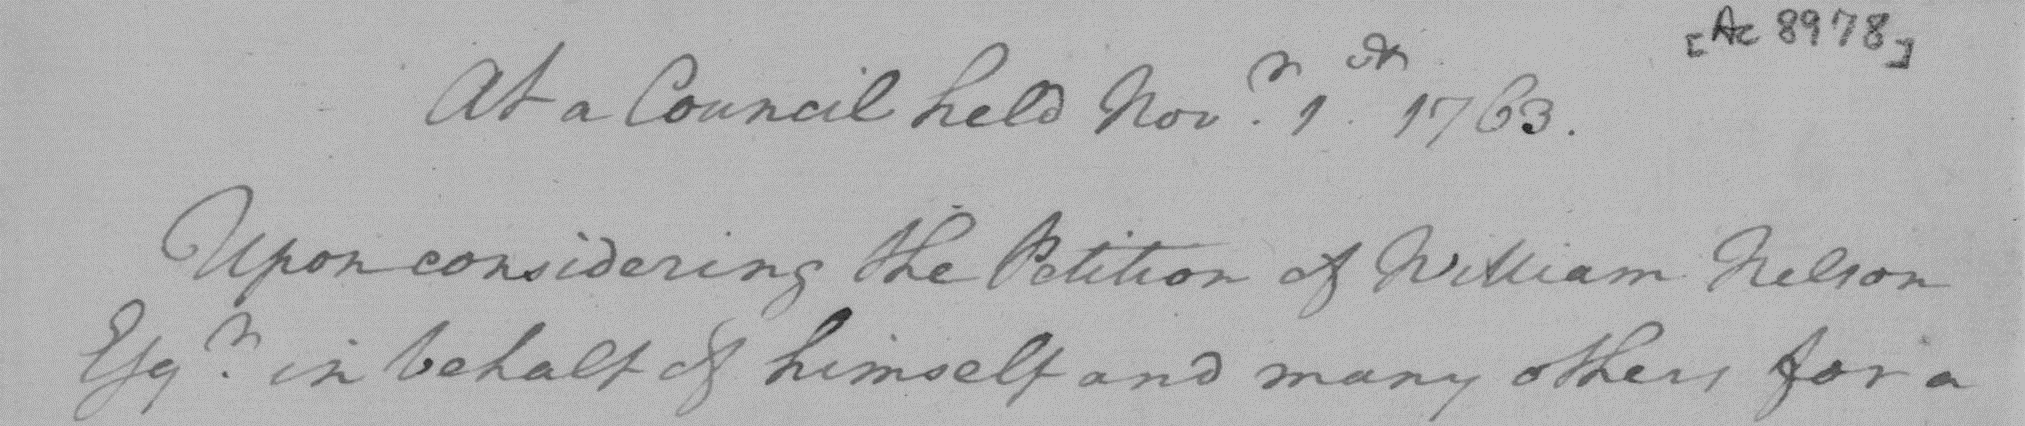 [Ac 8978]
At a Council held Novr. 1st. 1763.
Upon considering the Petition of William Nelson
Esqr. in behalf of himself and many others for a